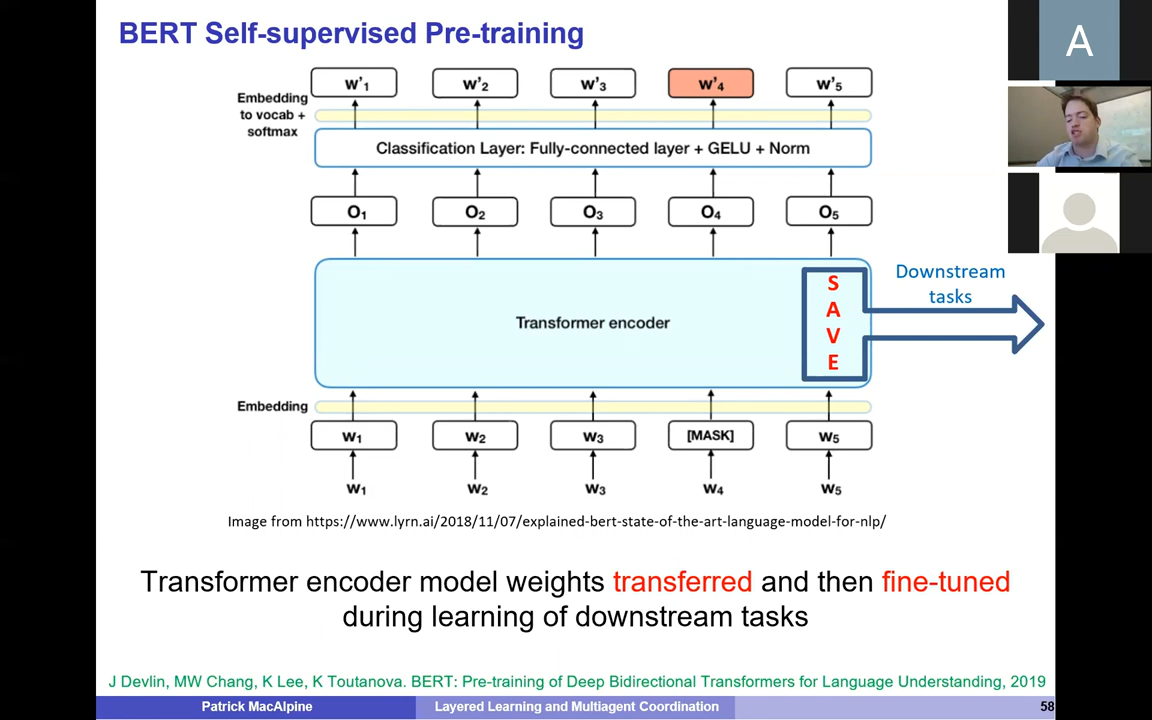 BERT Self-supervised Pre-training
A
W'1 W'2 W'3 W'4 W'5
Embedding
to vocab +
softmax
Classification Layer: Fully-connected layer + GELU + Norm
O1 O2 O3 O4 O5
Downstream
tasks
S
A
V
E
Transformer encoder
Embedding
W1 W2 W3 [MASK] W5
W1 W2 W3 W4 W5
Image from https://www.lyrn.ai/2018/11/07/explained-bert-state-of-the-art-language-model-for-nlp/
Transformer encoder model weights transferred and then fine-tuned
during learning of downstream tasks
J Devlin, MW Chang, K Lee, K Toutanova. BERT: Pre-training of Deep Bidirectional Transformers for Language Understanding, 2019
Patrick MacAlpine Layered Learning and Multiagent Coordination 58